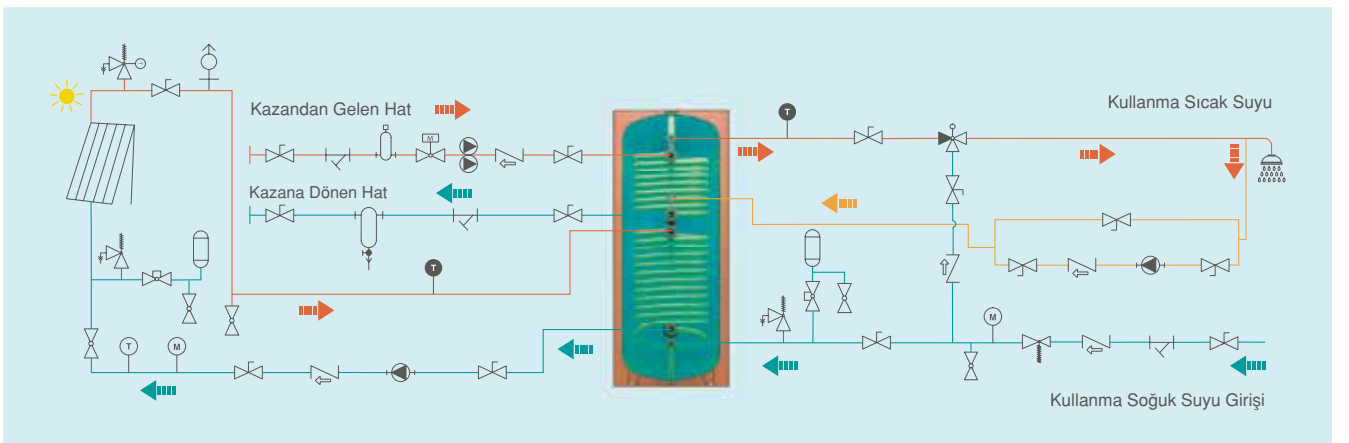 Kazandan Gelen Hat
Kullanma Sıcak Suyu
T
M
Kazana Dönen Hat
T
T
M
M
Kullanma Soğuk Suyu Girişi